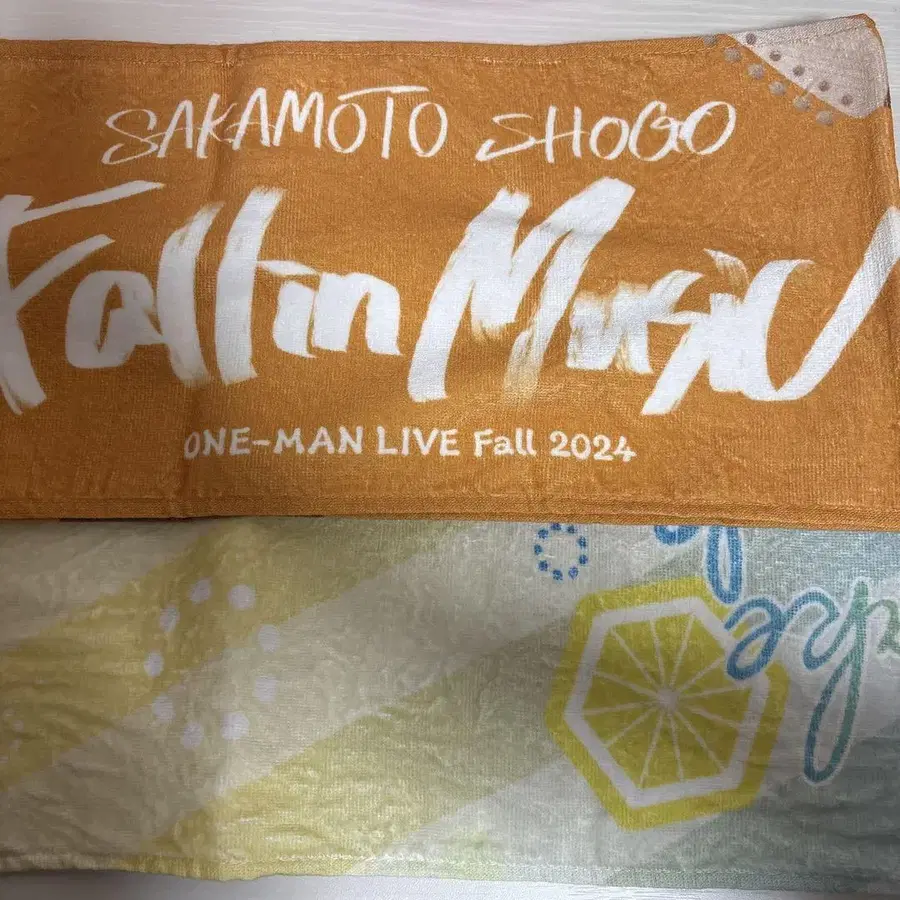 SAKAMOTO SHOGO
Fall in Music
ONE-MAN LIVE Fall 2024